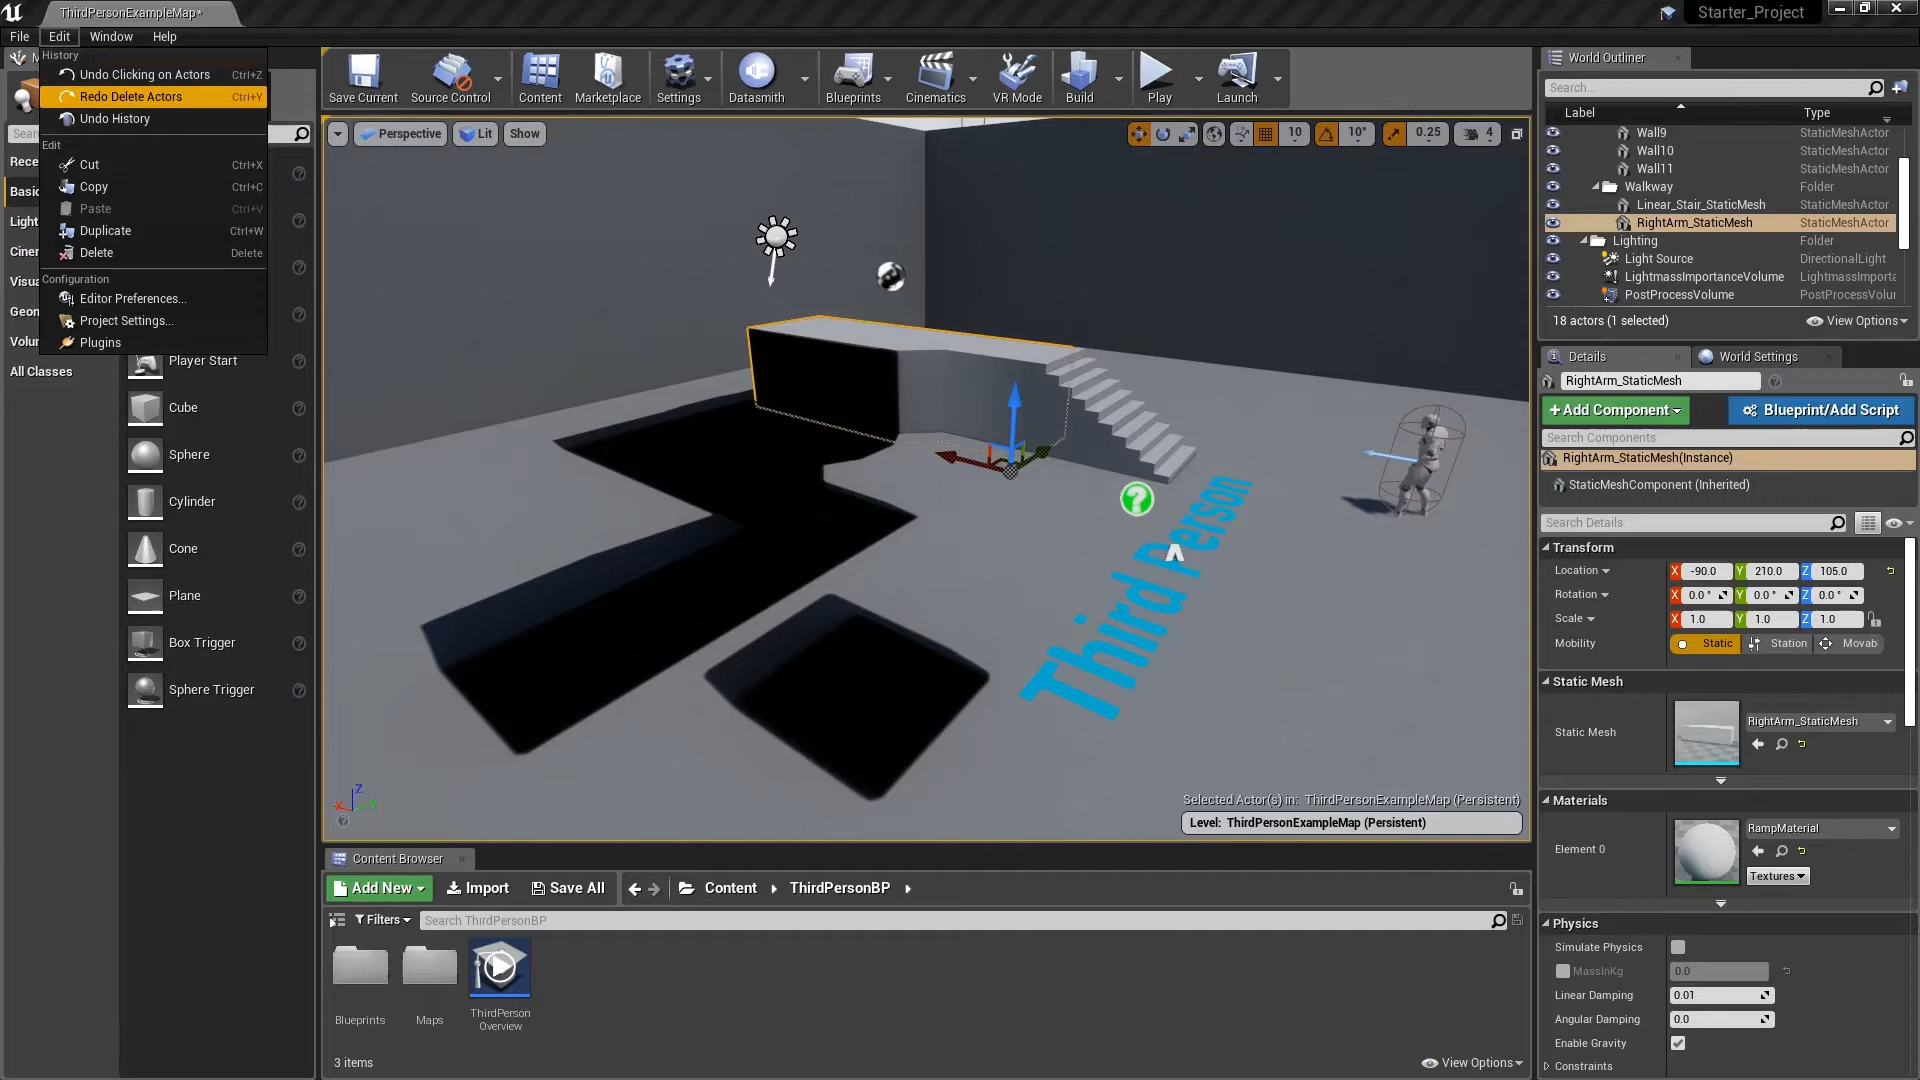 ThirdPersonExampleMap*
Starter_Project
File Edit Window Help
History
Undo Clicking on Actors Ctrl+Z
Redo Delete Actors Ctrl+Y
Undo History
Edit
Cut Ctrl+X
Copy Ctrl+C
Paste Ctrl+V
Duplicate Ctrl+W
Delete Delete
Configuration
Editor Preferences...
Project Settings...
Plugins
All Classes
Player Start
Cube
Sphere
Cylinder
Cone
Plane
Box Trigger
Sphere Trigger
Save Current
Source Control
Content
Marketplace
Settings
Datasmith
Blueprints
Cinematics
VR Mode
Build
Play
Launch
Perspective Lit Show
10 10° 0.25 4
Third Person
Selected Actor(s) in: ThirdPersonExampleMap (Persistent)
Level: ThirdPersonExampleMap (Persistent)
Content Browser
Add New Import Save All Content ThirdPersonBP
Filters Search ThirdPersonBP
Blueprints
Maps
ThirdPerson
Overview
3 items
View Options
World Outliner
Search...
Label Type
Wall9 StaticMeshActor
Wall10 StaticMeshActor
Wall11 StaticMeshActor
Walkway Folder
Linear_Stair_StaticMesh StaticMeshActor
RightArm_StaticMesh StaticMeshActor
Lighting Folder
Light Source DirectionalLight
LightmassImportanceVolume Lightmass​Importa
PostProcessVolume PostProcessVolu
18 actors (1 selected) View Options
Details World Settings
RightArm_StaticMesh
+Add Component Blueprint/Add Script
Search Components
RightArm_StaticMesh(Instance)
StaticMeshComponent (Inherited)
Search Details
Transform
Location X -90.0 Y 210.0 Z 105.0
Rotation X 0.0 ° Y 0.0 ° Z 0.0 °
Scale X 1.0 Y 1.0 Z 1.0
Mobility Static Station Movab
Static Mesh
Static Mesh RightArm_StaticMesh
Materials
Element 0 RampMaterial
Textures
Physics
Simulate Physics
MassInKg 0.0
Linear Damping 0.01
Angular Damping 0.0
Enable Gravity
Constraints